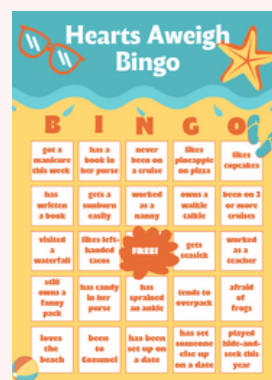 Hearts Aweigh
Bingo
B I N G O
got a
manicure
this week
has a
book in
her purse
never
been on
a cruise
likes
pineapple
on pizza
likes
cupcakes
has
written
a book
gets a
sunburn
easily
worked
as a
nanny
owns a
walkie
talkie
been on 2
or more
cruises
visited
a
waterfall
likes left-
handed
tacos
FREE!
gets
seasick
worked
as a
teacher
still
owns a
fanny
pack
has candy
in her
purse
has
sprained
an ankle
tends to
overpack
afraid
of
frogs
loves
the
beach
been
to
Cozumel
has been
set up on
a date
has set
someone
else up
on a date
played
hide-and-
seek this
year